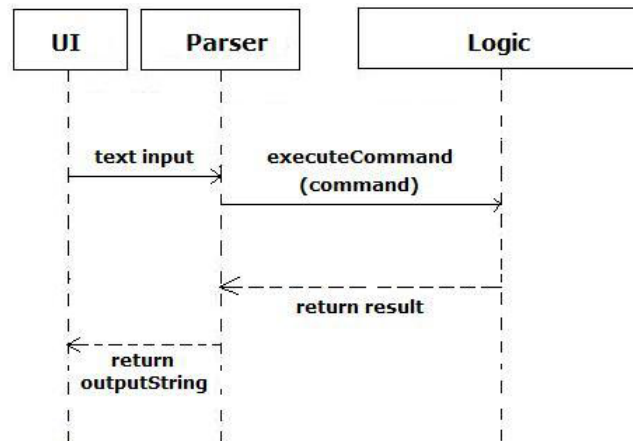 UI
Parser
Logic
text input
executeCommand
(command)
return result
return
outputString